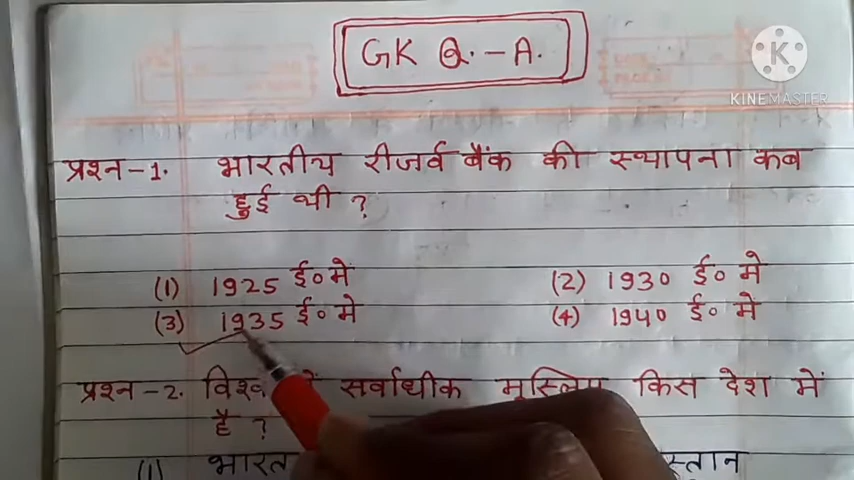 GK Q.-A.
KINEMASTER
प्रश्न-1. भारतीय रीजर्व बैंक की स्थापना कब
हुई थी ?
(1) 1925 ई० मे (2) 1930 ई० मे
(3) 1935 ई० मे (4) 1940 ई० मे
प्रश्न-2. विश्व में सर्वाधीक मुस्लिम किस देश में
है ?
(1) भारत